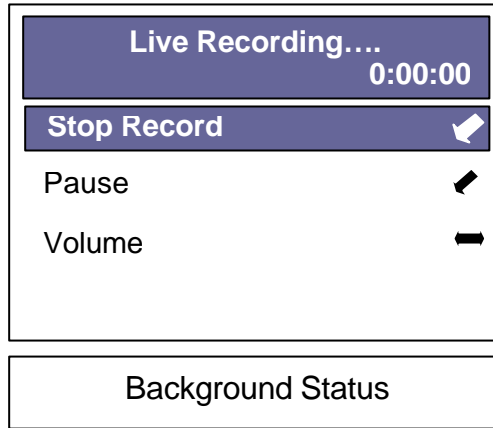 Live Recording….
0:00:00
Stop Record
Pause
Volume
Background Status